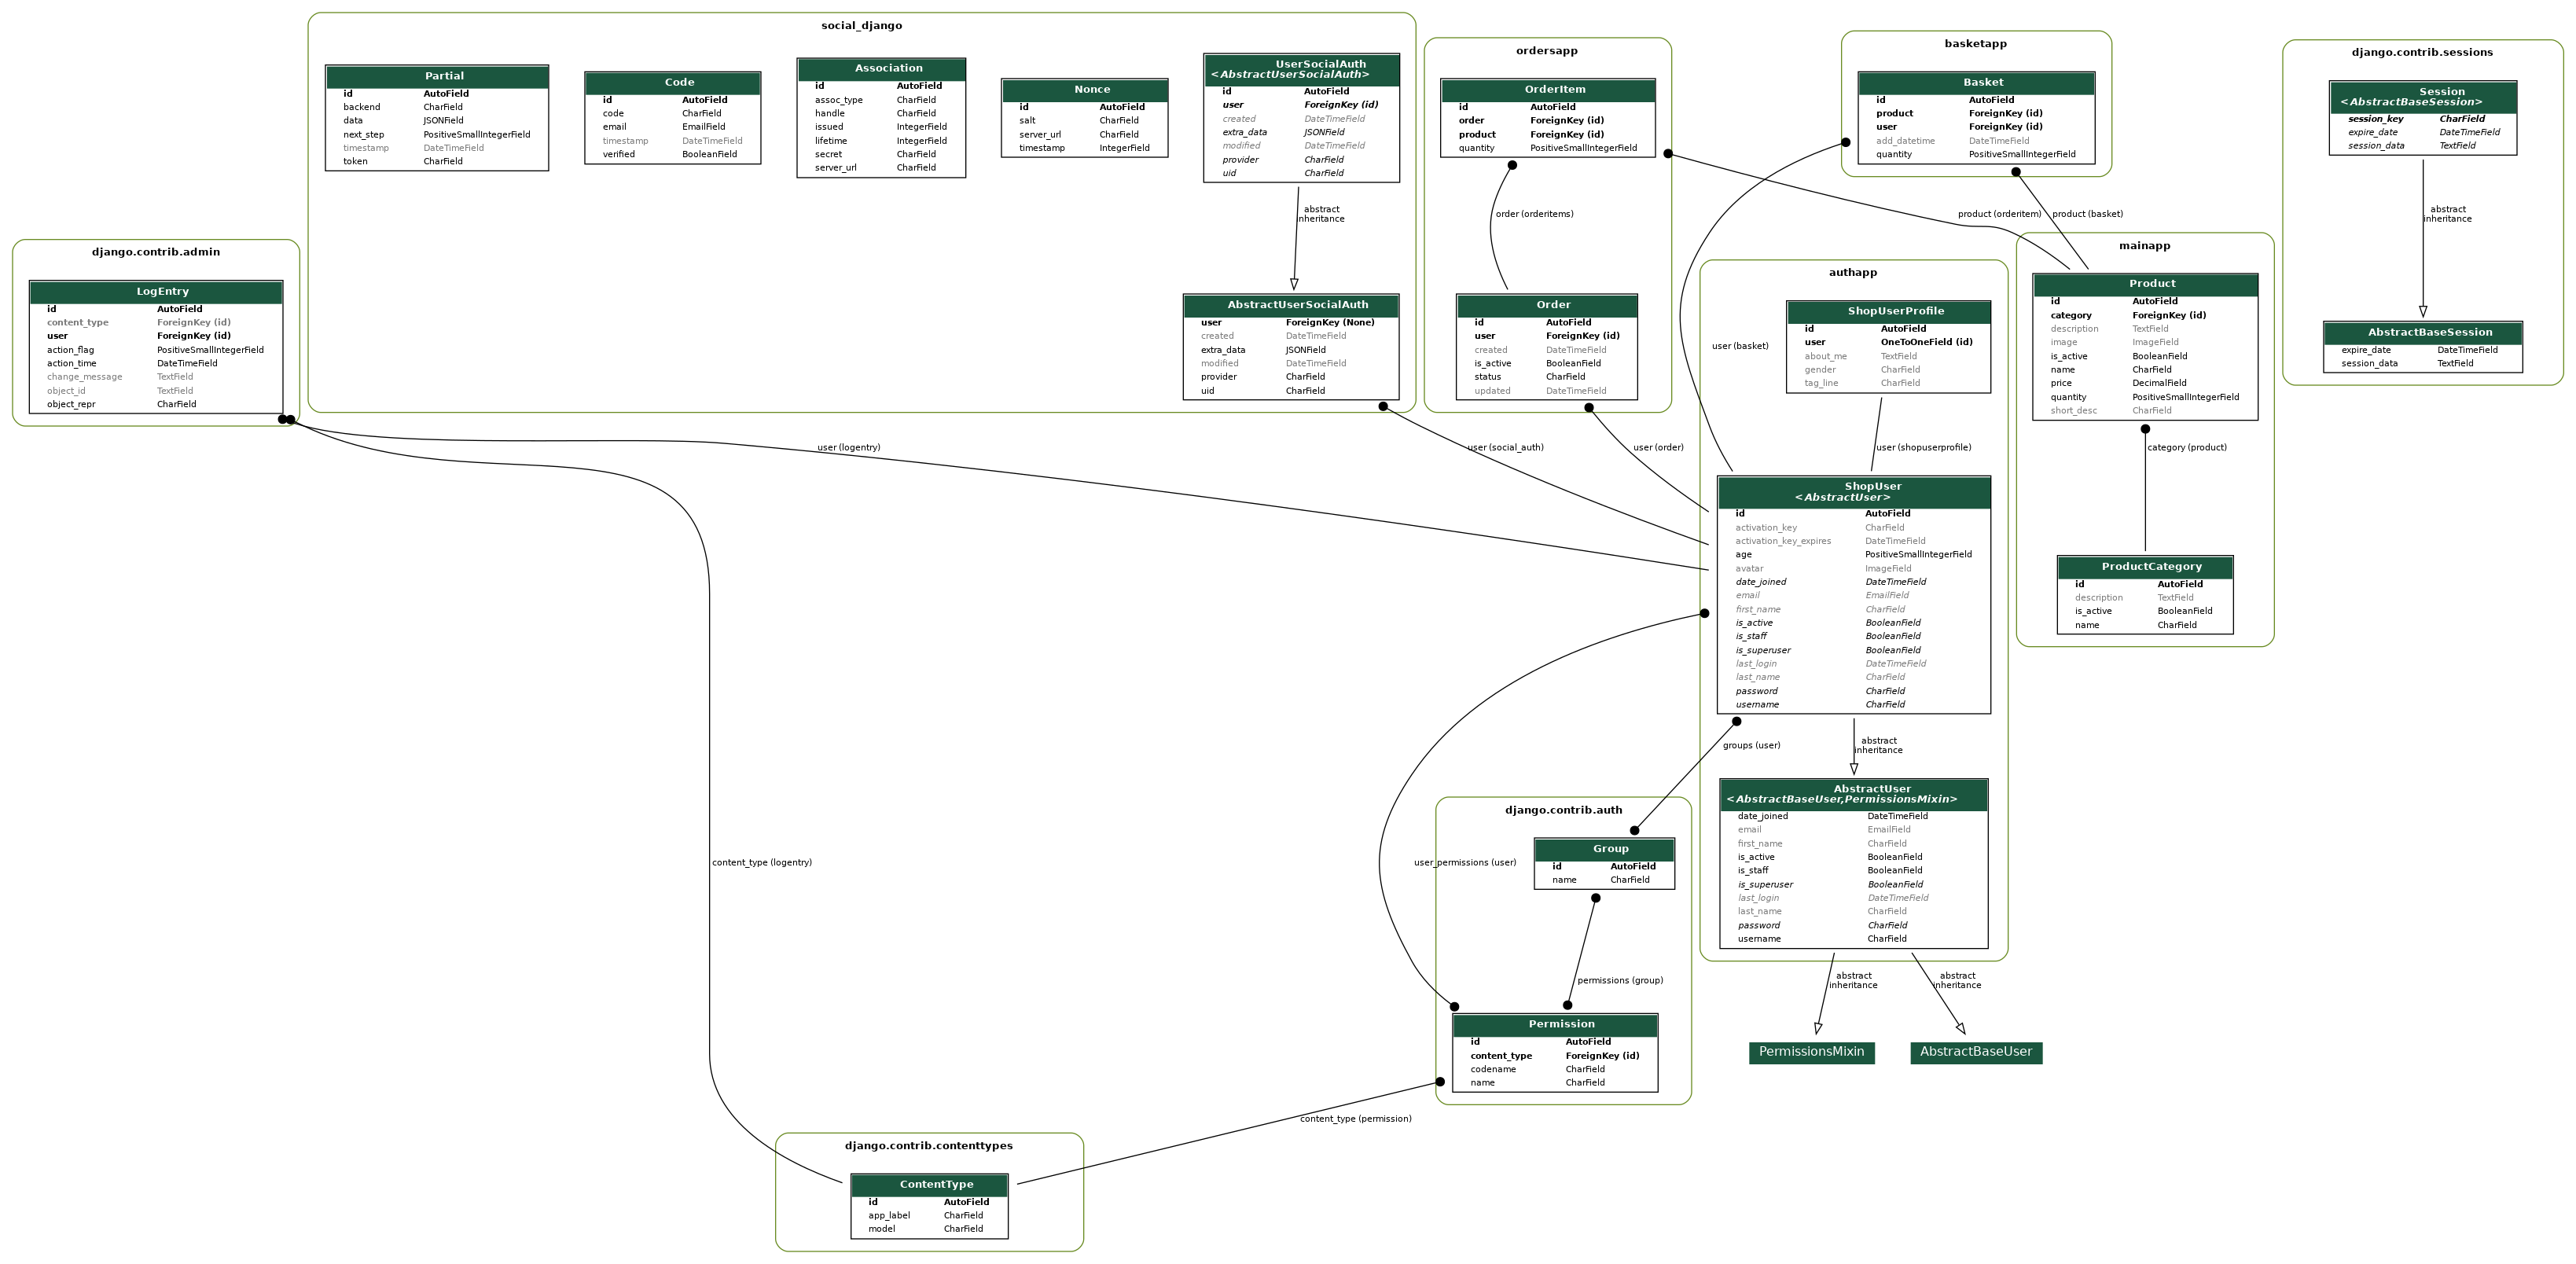 social_django
Partial
id AutoField
backend CharField
data JSONField
next_step PositiveSmallIntegerField
timestamp DateTimeField
token CharField
Code
id AutoField
code CharField
email EmailField
timestamp DateTimeField
verified BooleanField
Association
id AutoField
assoc_type CharField
handle CharField
issued IntegerField
lifetime IntegerField
secret CharField
server_url CharField
Nonce
id AutoField
salt CharField
server_url CharField
timestamp IntegerField
UserSocialAuth
<AbstractUserSocialAuth>
id AutoField
user ForeignKey (id)
created DateTimeField
extra_data JSONField
modified DateTimeField
provider CharField
uid CharField
abstract
inheritance
AbstractUserSocialAuth
user ForeignKey (None)
created DateTimeField
extra_data JSONField
modified DateTimeField
provider CharField
uid CharField
ordersapp
OrderItem
id AutoField
order ForeignKey (id)
product ForeignKey (id)
quantity PositiveSmallIntegerField
order (orderitems)
Order
id AutoField
user ForeignKey (id)
created DateTimeField
is_active BooleanField
status CharField
updated DateTimeField
basketapp
Basket
id AutoField
product ForeignKey (id)
user ForeignKey (id)
add_datetime DateTimeField
quantity PositiveSmallIntegerField
product (orderitem)
product (basket)
django.contrib.sessions
Session
<AbstractBaseSession>
session_key CharField
expire_date DateTimeField
session_data TextField
abstract
inheritance
AbstractBaseSession
expire_date DateTimeField
session_data TextField
django.contrib.admin
LogEntry
id AutoField
content_type ForeignKey (id)
user ForeignKey (id)
action_flag PositiveSmallIntegerField
action_time DateTimeField
change_message TextField
object_id TextField
object_repr CharField
mainapp
Product
id AutoField
category ForeignKey (id)
description TextField
image ImageField
is_active BooleanField
name CharField
price DecimalField
quantity PositiveSmallIntegerField
short_desc CharField
category (product)
ProductCategory
id AutoField
description TextField
is_active BooleanField
name CharField
authapp
user (basket)
ShopUserProfile
id AutoField
user OneToOneField (id)
about_me TextField
gender CharField
tag_line CharField
user (logentry)
user (social_auth)
user (order)
user (shopuserprofile)
ShopUser
<AbstractUser>
id AutoField
activation_key CharField
activation_key_expires DateTimeField
age PositiveSmallIntegerField
avatar ImageField
date_joined DateTimeField
email EmailField
first_name CharField
is_active BooleanField
is_staff BooleanField
is_superuser BooleanField
last_login DateTimeField
last_name CharField
password CharField
username CharField
groups (user)
abstract
inheritance
AbstractUser
<AbstractBaseUser,PermissionsMixin>
date_joined DateTimeField
email EmailField
first_name CharField
is_active BooleanField
is_staff BooleanField
is_superuser BooleanField
last_login DateTimeField
last_name CharField
password CharField
username CharField
abstract
inheritance
abstract
inheritance
PermissionsMixin
AbstractBaseUser
django.contrib.auth
Group
id AutoField
name CharField
content_type (logentry)
user_permissions (user)
permissions (group)
Permission
id AutoField
content_type ForeignKey (id)
codename CharField
name CharField
content_type (permission)
django.contrib.contenttypes
ContentType
id AutoField
app_label CharField
model CharField